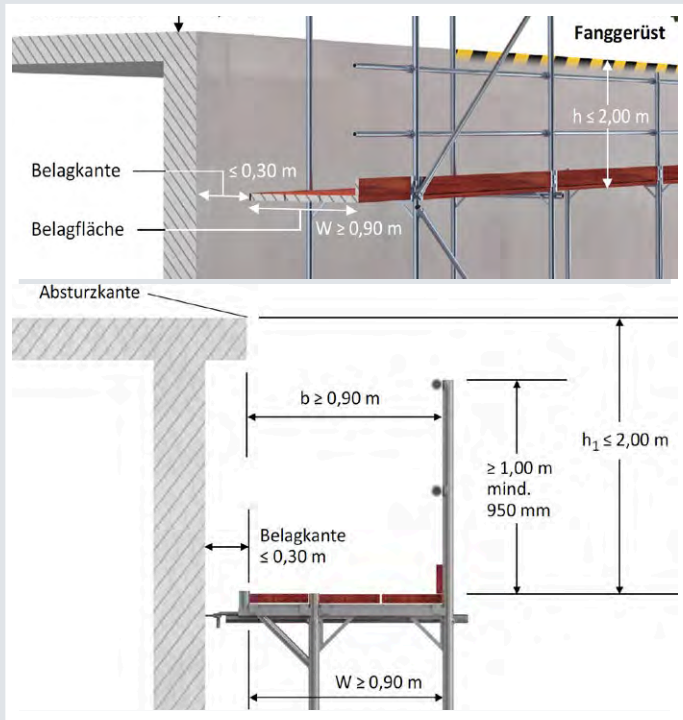 Fanggerüst
h ≤ 2,00 m
Belagkante
≤ 0,30 m
Belagfläche
W ≥ 0,90 m
Absturzkante
b ≥ 0,90 m
h₁ ≤ 2,00 m
≥ 1,00 m
mind.
950 mm
Belagkante
≤ 0,30 m
W ≥ 0,90 m